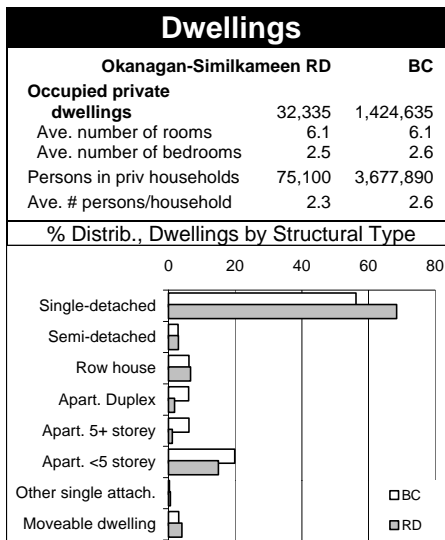 Dwellings
Okanagan-Similkameen RD BC
Occupied private
dwellings 32,335 1,424,635
Ave. number of rooms 6.1 6.1
Ave. number of bedrooms 2.5 2.6
Persons in priv households 75,100 3,677,890
Ave. # persons/household 2.3 2.6
% Distrib., Dwellings by Structural Type
0 20 40 60 80
Single-detached
Semi-detached
Row house
Apart. Duplex
Apart. 5+ storey
Apart. <5 storey
Other single attach.
Moveable dwelling
BC
RD